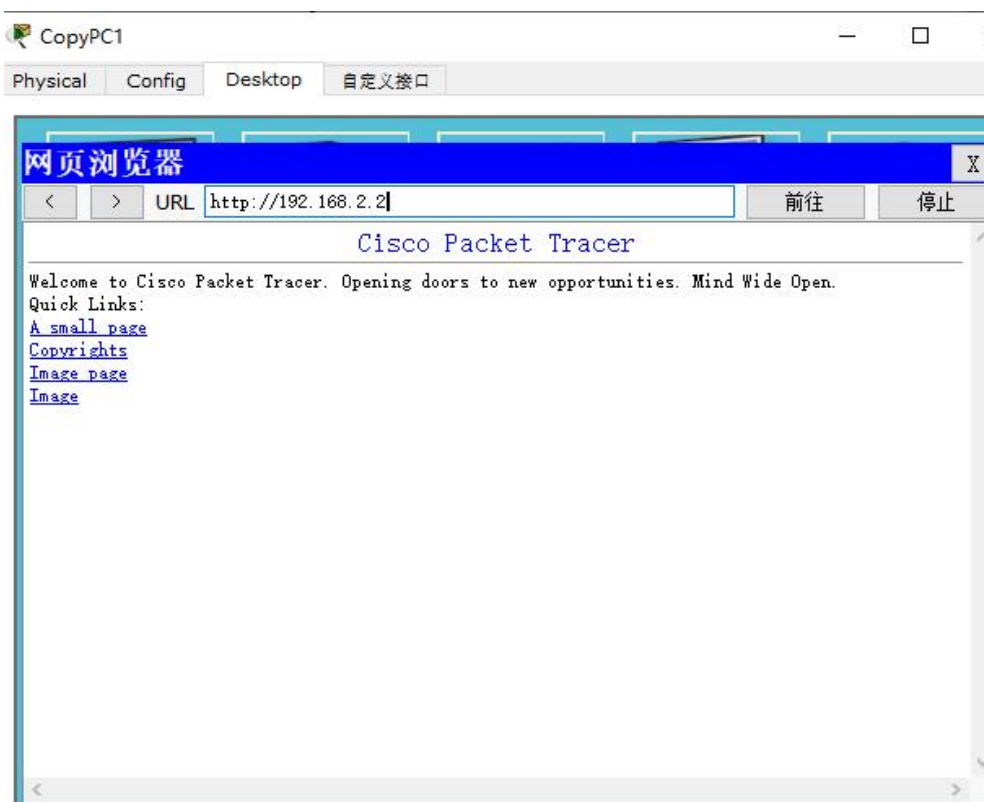 CopyPC1
Physical Config Desktop 自定义接口
网页浏览器 X
< > URL http://192.168.2.2 前往 停止
Cisco Packet Tracer
Welcome to Cisco Packet Tracer. Opening doors to new opportunities. Mind Wide Open.
Quick Links:
A small page
Copyrights
Image page
Image